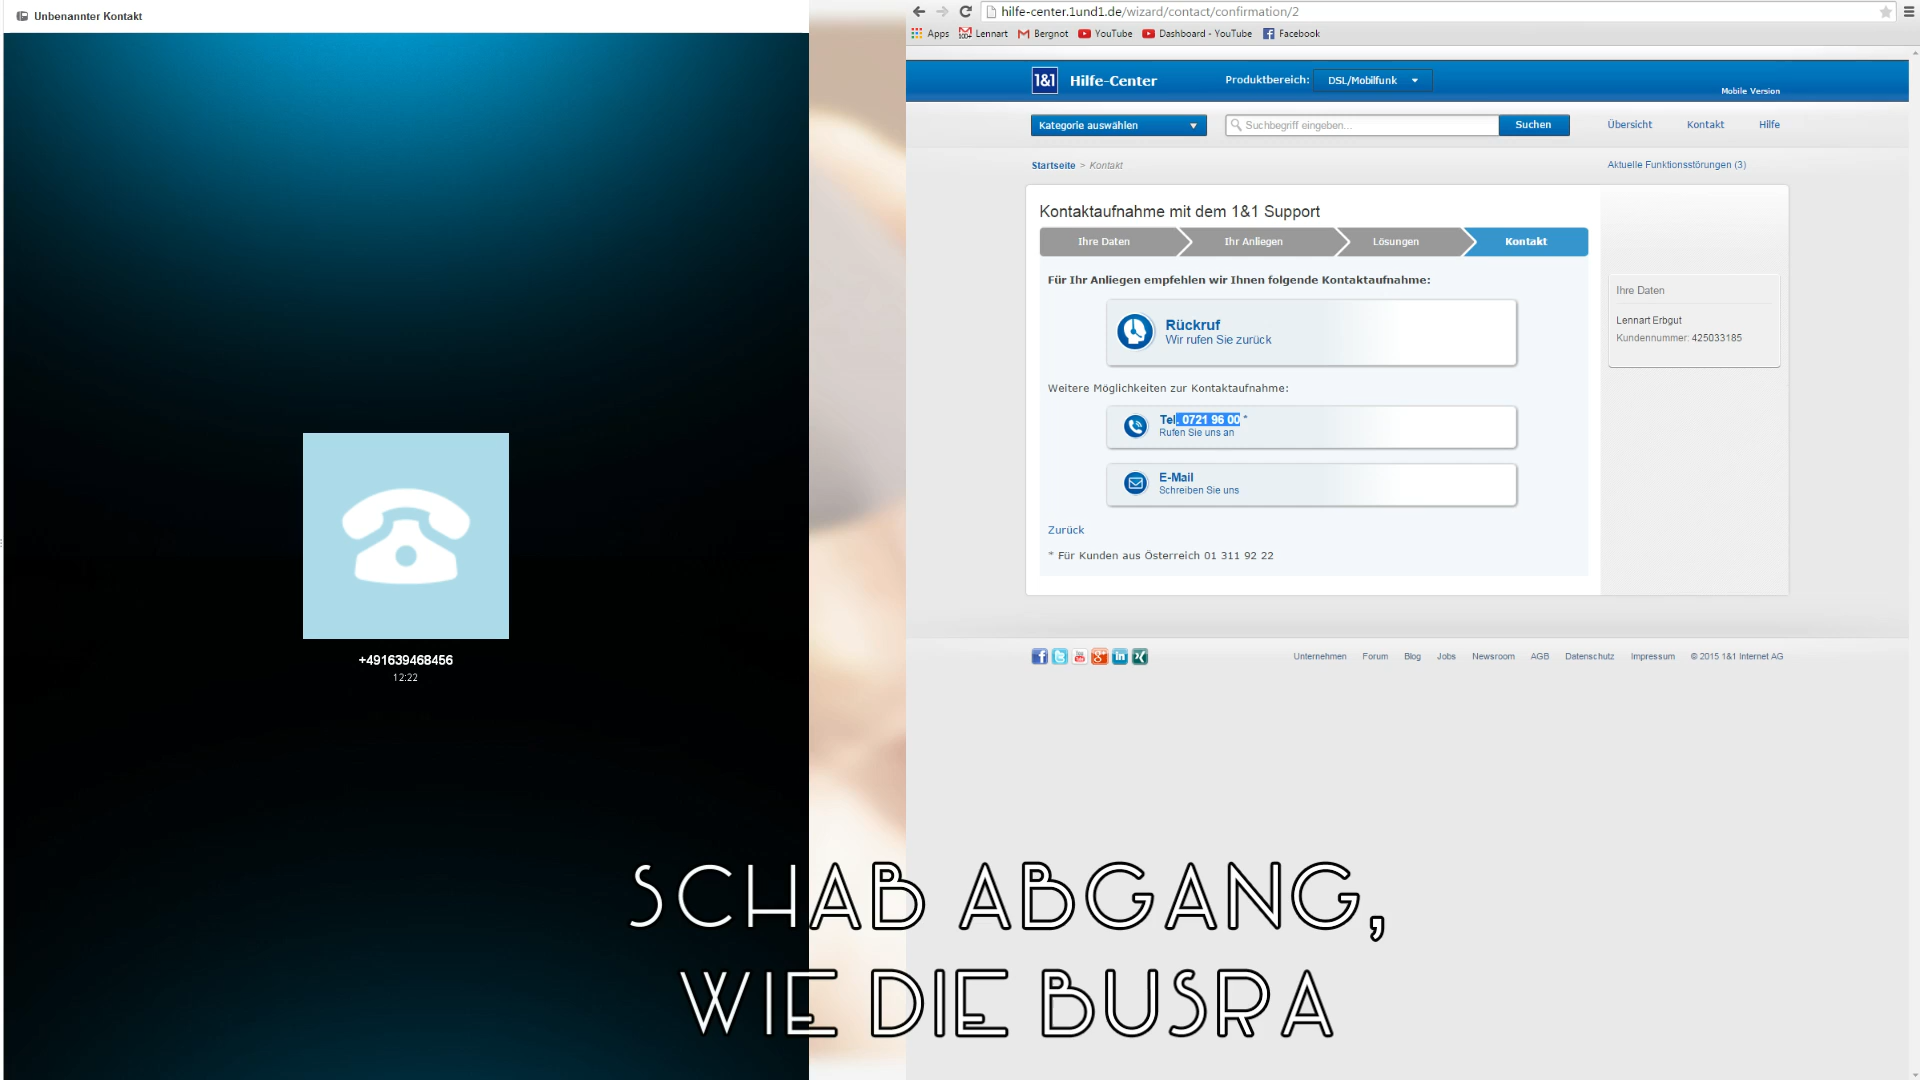 Unbenannter Kontakt
+491639468456
12:22
hilfe-center.1und1.de/wizard/contact/confirmation/2
Apps Lennart Bergnot YouTube Dashboard - YouTube Facebook
1&1 Hilfe-Center Produktbereich: DSL/Mobilfunk
Mobile Version
Kategorie auswählen Suchbegriff eingeben... Suchen Übersicht Kontakt Hilfe
Startseite > Kontakt Aktuelle Funktionsstörungen (3)
Kontaktaufnahme mit dem 1&1 Support
Ihre Daten Ihr Anliegen Lösungen Kontakt
Für Ihr Anliegen empfehlen wir Ihnen folgende Kontaktaufnahme:
Rückruf
Wir rufen Sie zurück
Weitere Möglichkeiten zur Kontaktaufnahme:
Tel. 0721 96 00 *
Rufen Sie uns an
E-Mail
Schreiben Sie uns
Zurück
* Für Kunden aus Österreich 01 311 92 22
Ihre Daten
Lennart Erbgut
Kundennummer: 425033185
Unternehmen Forum Blog Jobs Newsroom AGB Datenschutz Impressum © 2015 1&1 Internet AG
SCHAB ABGANG,
WIE DIE BUSRA